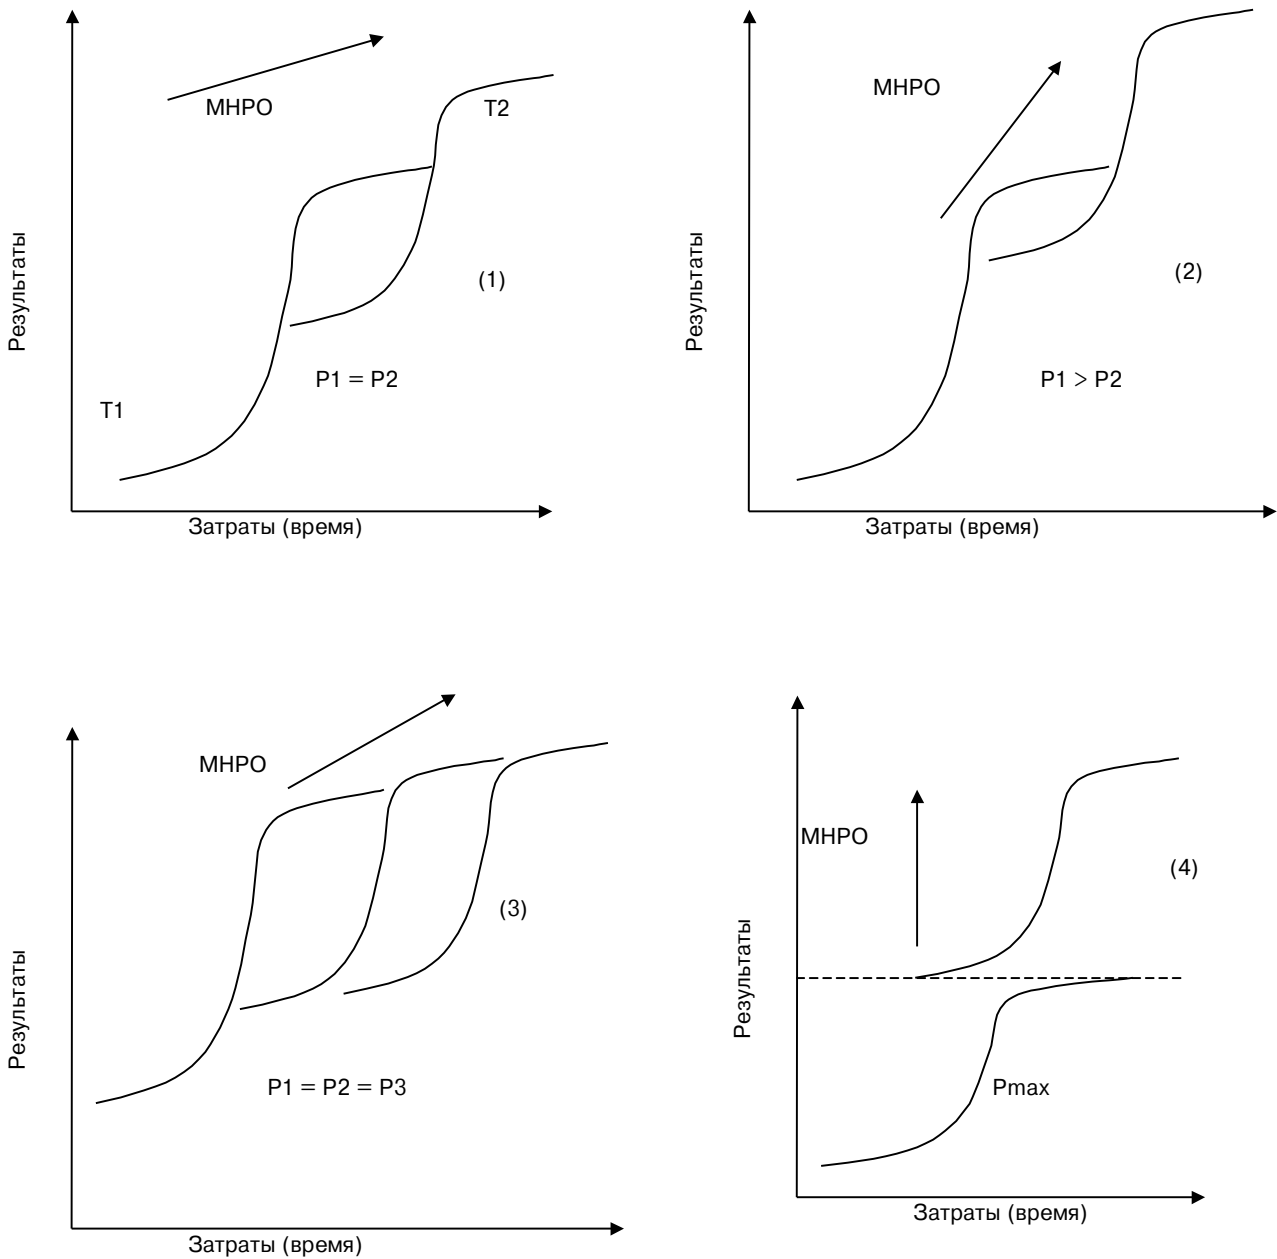 МНРО
T2
Результаты
(1)
P1 = P2
T1
Затраты (время)
МНРО
Результаты
(2)
P1 > P2
Затраты (время)
МНРО
Результаты
(3)
P1 = P2 = P3
Затраты (время)
МНРО
(4)
Результаты
Pmax
Затраты (время)